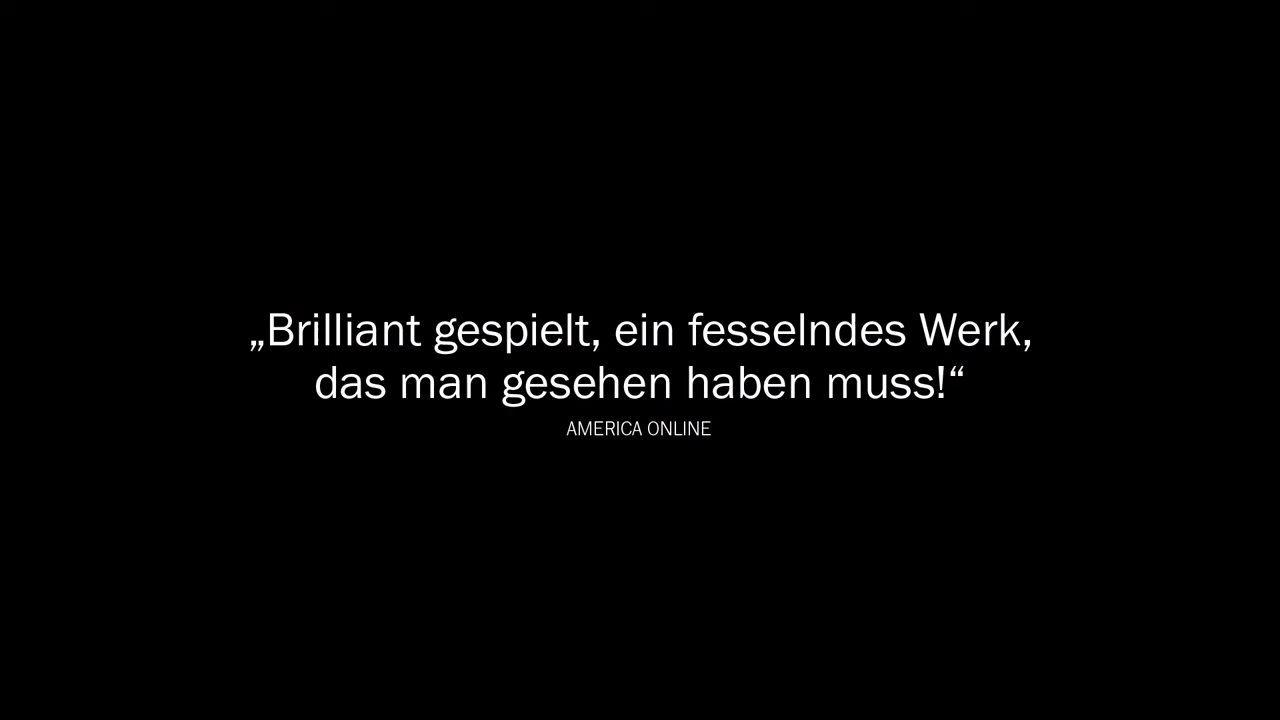 „Brilliant gespielt, ein fesselndes Werk,
das man gesehen haben muss!“
AMERICA ONLINE